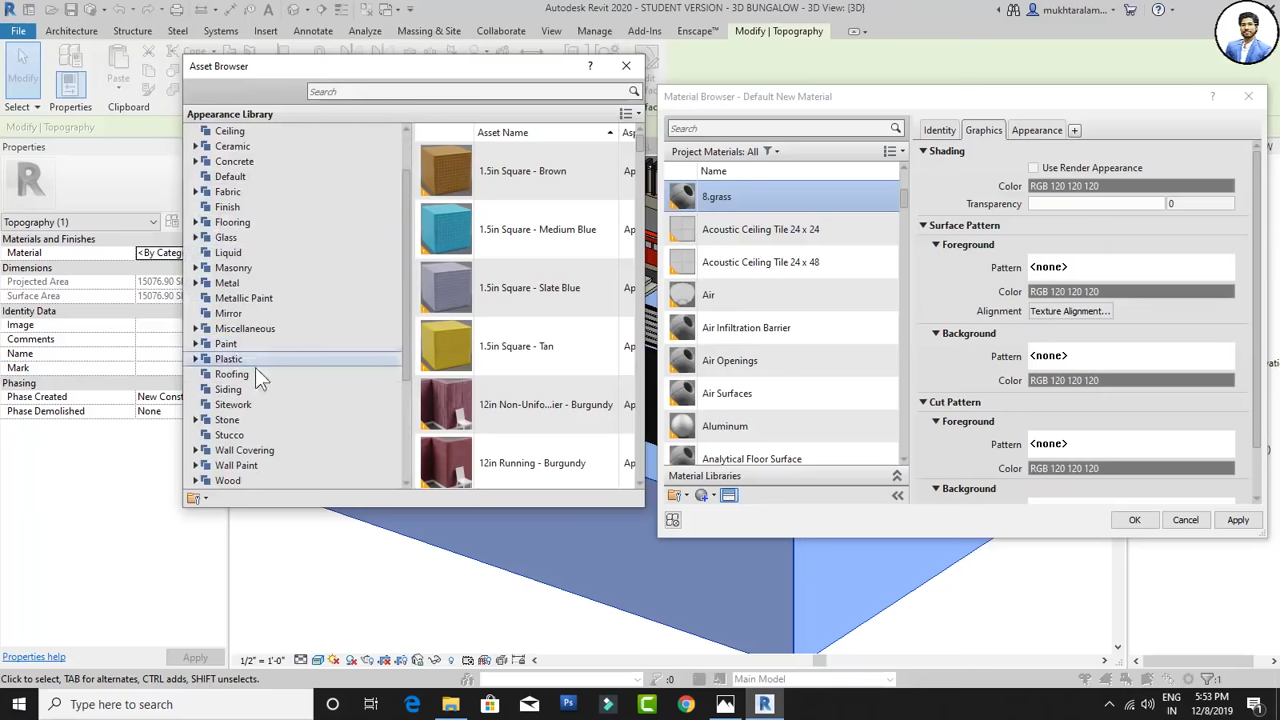 Autodesk Revit 2020 - STUDENT VERSION - 3D BUNGALOW - [3D]
mukhtaralam...
File Architecture Structure Steel Systems Insert Annotate Analyze Massing & Site Collaborate View Manage Add-Ins Enscape™ Modify | Topography
Modify
Properties
Paste
Cut
Select
Properties
Clipboard
Modify | Topography
Properties
Topography (1)
Materials and Finishes
Material <By Categ
Dimensions
Projected Area 15076.90 S
Surface Area 15076.90 S
Identity Data
Image
Comments
Name
Mark
Phasing
Phase Created New Const
Phase Demolished None
Properties help
Apply
Asset Browser
Search
Appearance Library
Ceiling
Ceramic
Concrete
Default
Fabric
Finish
Flooring
Glass
Liquid
Masonry
Metal
Metallic Paint
Mirror
Miscellaneous
Paint
Plastic
Roofing
Siding
Sitework
Stone
Stucco
Wall Covering
Wall Paint
Wood
Asset Name As
1.5in Square - Brown Ap
1.5in Square - Medium Blue Ap
1.5in Square - Slate Blue Ap
1.5in Square - Tan Ap
12in Non-Unifo...ier - Burgundy Ap
12in Running - Burgundy Ap
Material Browser - Default New Material
Search
Project Materials: All
Name
8.grass
Acoustic Ceiling Tile 24 x 24
Acoustic Ceiling Tile 24 x 48
Air
Air Infiltration Barrier
Air Openings
Air Surfaces
Aluminum
Analytical Floor Surface
Material Libraries
Identity Graphics Appearance
Shading
Use Render Appearance
Color RGB 120 120 120
Transparency 0
Surface Pattern
Foreground
Pattern <none>
Color RGB 120 120 120
Alignment Texture Alignment...
Background
Pattern <none>
Color RGB 120 120 120
Cut Pattern
Foreground
Pattern <none>
Color RGB 120 120 120
Background
OK Cancel Apply
1/2" = 1'-0"
Click to select, TAB for alternates, CTRL adds, SHIFT unselects.
:0
Main Model
:1
Type here to search
ENG
IN
5:53 PM
12/8/2019